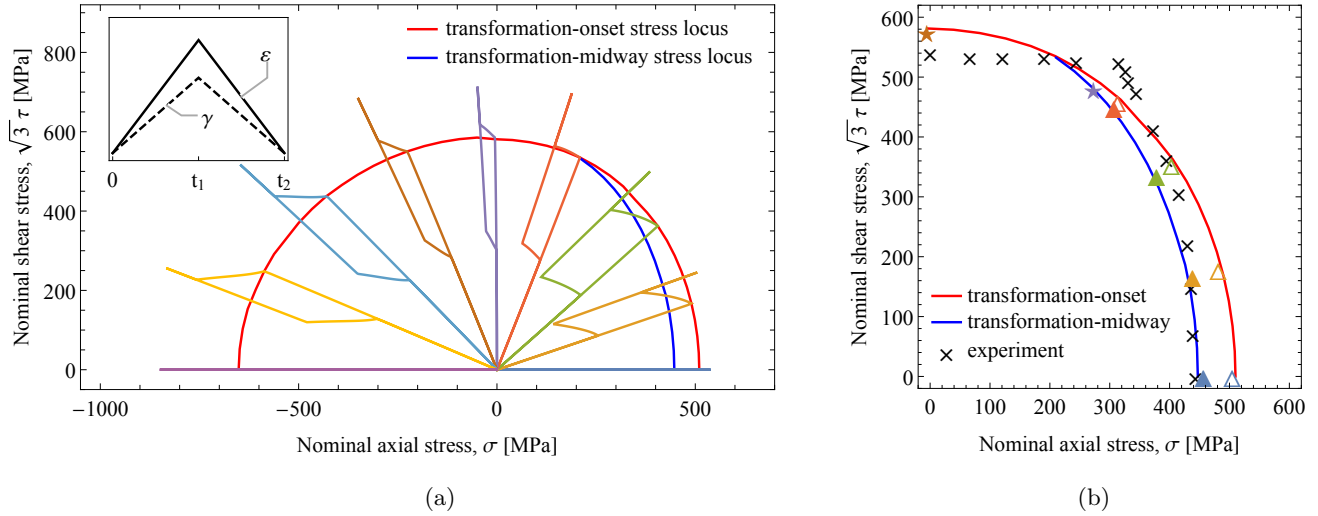 transformation-onset stress locus
transformation-midway stress locus
ε
γ
0
t₁
t₂
800
600
400
200
0
−1000
−500
0
500
Nominal shear stress, √3 τ [MPa]
Nominal axial stress, σ [MPa]
(a)
600
500
400
300
200
100
0
0
100
200
300
400
500
600
transformation-onset
transformation-midway
experiment
Nominal shear stress, √3 τ [MPa]
Nominal axial stress, σ [MPa]
(b)